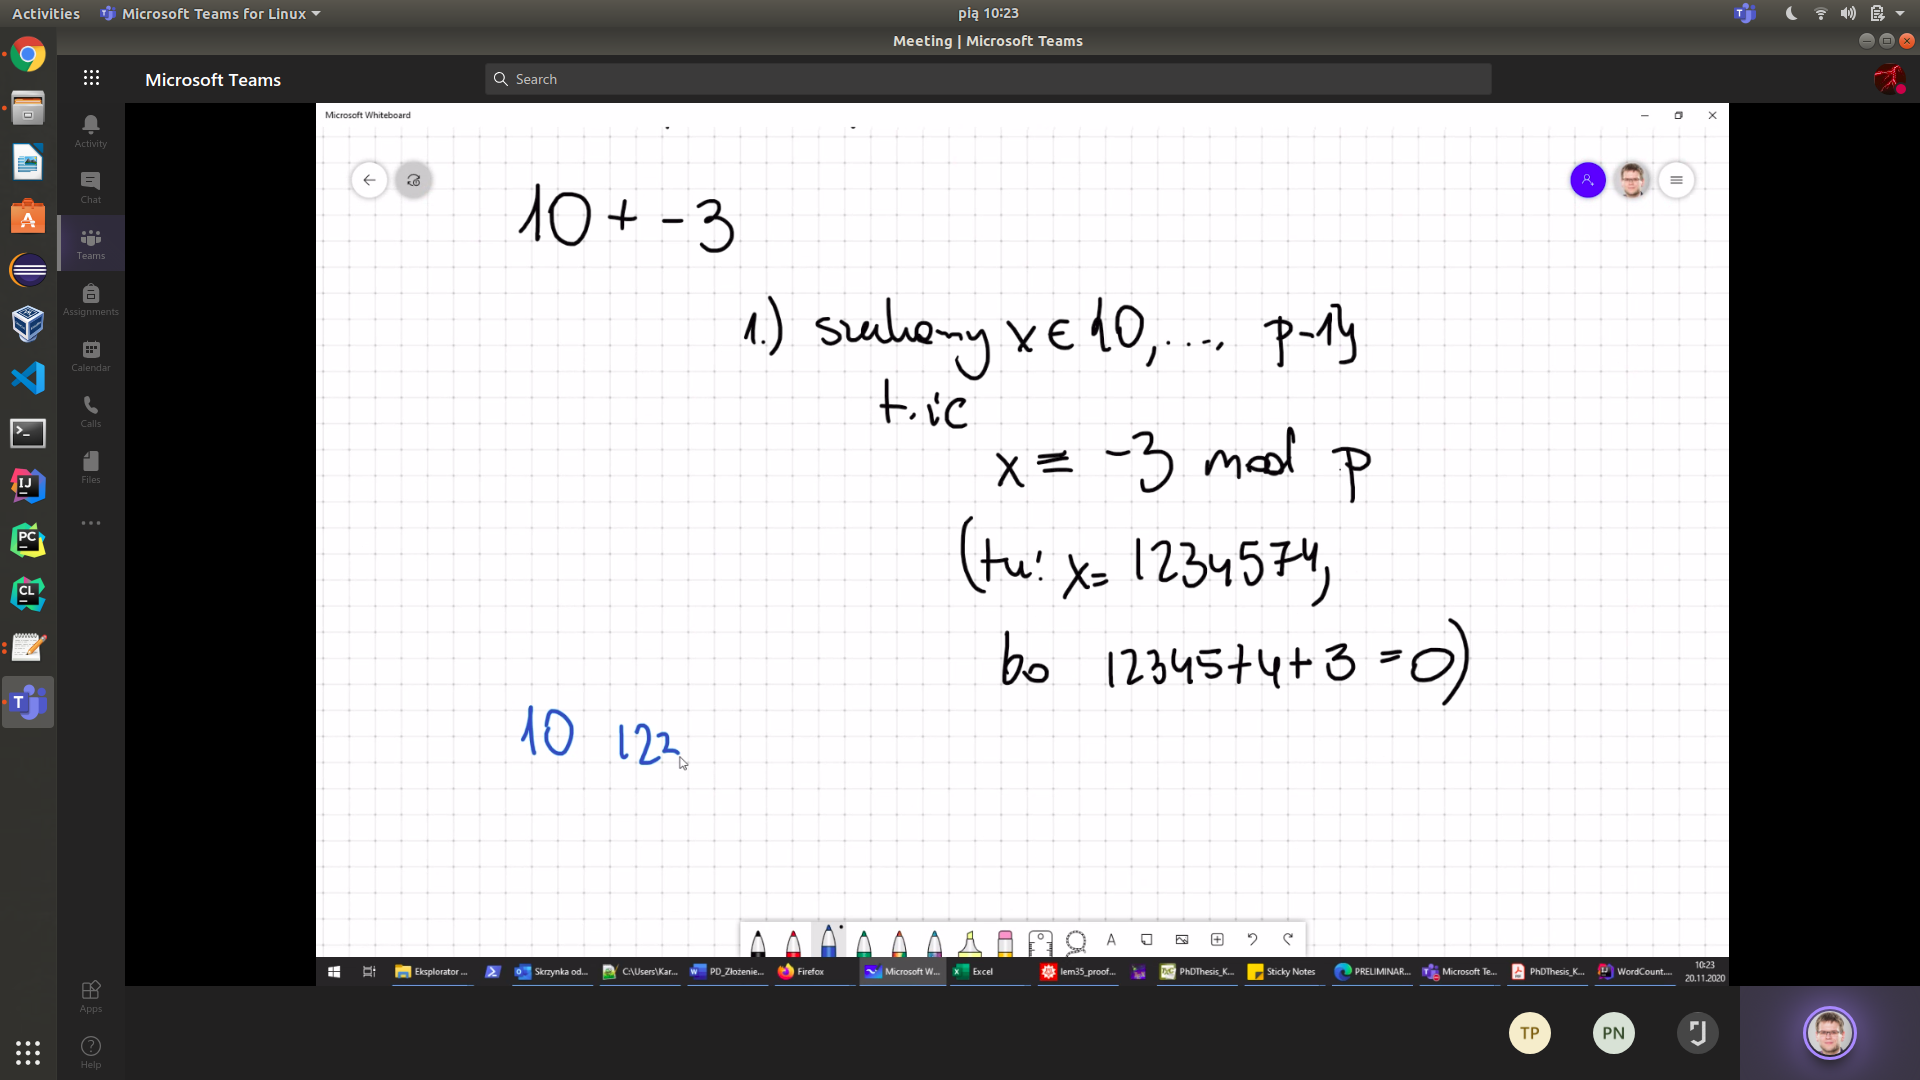 Activities
Microsoft Teams for Linux
pią 10:23
Meeting | Microsoft Teams
Microsoft Teams
Search
Activity
Chat
Teams
Assignments
Calendar
Calls
Files
Apps
Help
Microsoft Whiteboard
10 + - 3
1.) szukamy x ∈ {0, ..., p-1}
t. że
x ≡ -3 mod p
(tu: x = 1234574,
bo 1234574 + 3 = 0)
10 122
A
Eksplorator ...
Skrzynka od...
C:\Users\Kar...
PD_Złożenie...
Firefox
Microsoft W...
Excel
lem35_proof...
PhDThesis_K...
Sticky Notes
PRELIMINAR...
Microsoft Te...
PhDThesis_K...
WordCount....
10:23
20.11.2020
TP
PN